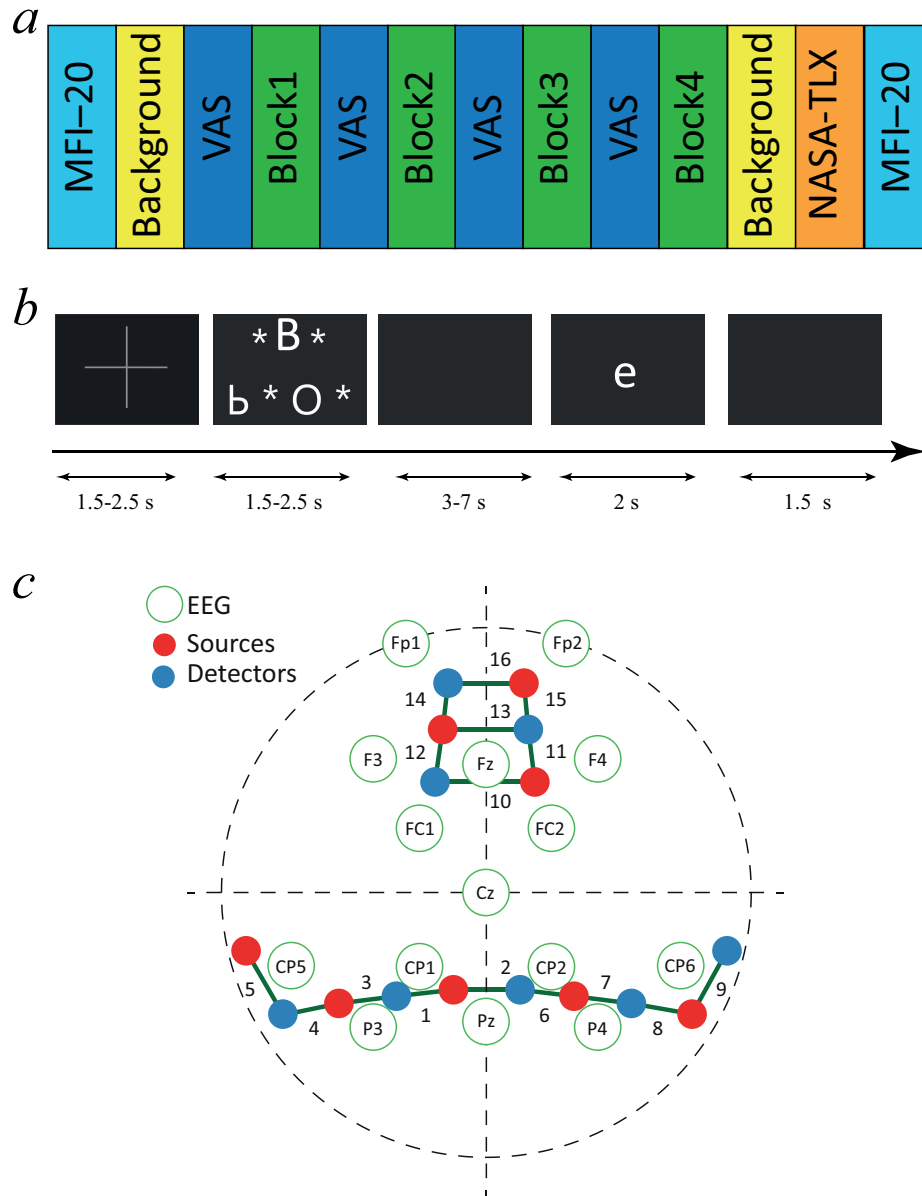 a
MFI–20 Background VAS Block1 VAS Block2 VAS Block3 VAS Block4 Background NASA-TLX MFI–20
b
* B *
Ь * O *
e
1.5-2.5 s 1.5-2.5 s 3-7 s 2 s 1.5 s
c
EEG
Sources
Detectors
Fp1 Fp2
16
14 15
13
F3 12 Fz 11 F4
10
FC1 FC2
Cz
CP5 CP1 CP2 CP6
5 3 2 7 9
4 P3 1 Pz 6 P4 8